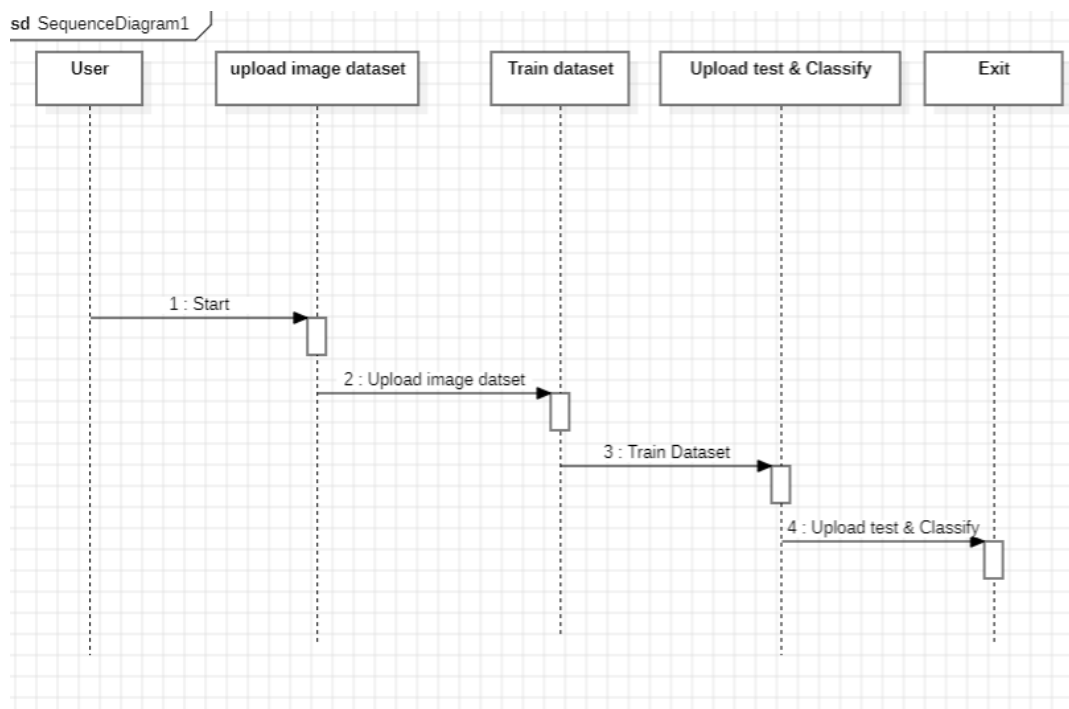 sd SequenceDiagram1
User
upload image dataset
Train dataset
Upload test & Classify
Exit
1 : Start
2 : Upload image datset
3 : Train Dataset
4 : Upload test & Classify